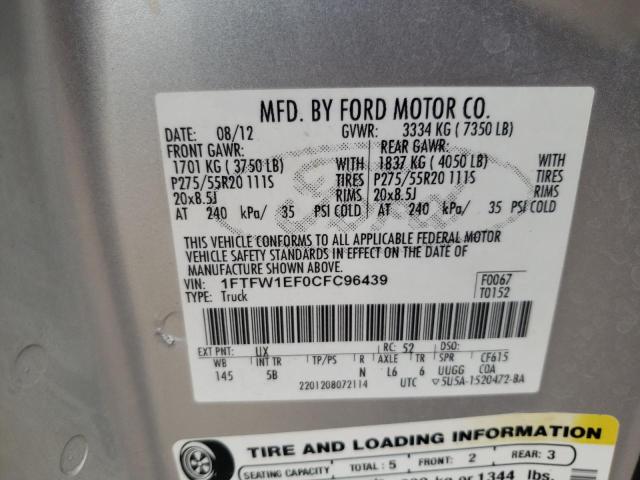 MFD. BY FORD MOTOR CO.
DATE: 08/12 GVWR: 3334 KG ( 7350 LB)
FRONT GAWR: REAR GAWR:
1701 KG ( 3750 LB) WITH 1837 KG ( 4050 LB) WITH
P275/55R20 111S TIRES P275/55R20 111S TIRES
20x8.5J RIMS 20x8.5J RIMS
AT 240 kPa/ 35 PSI COLD AT 240 kPa/ 35 PSI COLD
Ford
THIS VEHICLE CONFORMS TO ALL APPLICABLE FEDERAL MOTOR
VEHICLE SAFETY STANDARDS IN EFFECT ON THE DATE OF
MANUFACTURE SHOWN ABOVE.
VIN: 1FTFW1EF0CFC96439 F0067
TYPE: Truck T0152
EXT PNT: UX RC: 52 DSO:
WB INT TR TP/PS R AXLE TR SPR CF615
145 5B N L6 6 UUGG COA
2201208072114 UTC ▽5U5A-1520472-BA
TIRE AND LOADING INFORMATION
SEATING CAPACITY TOTAL: 5 FRONT: 2 REAR: 3
kg or 1344 lbs.